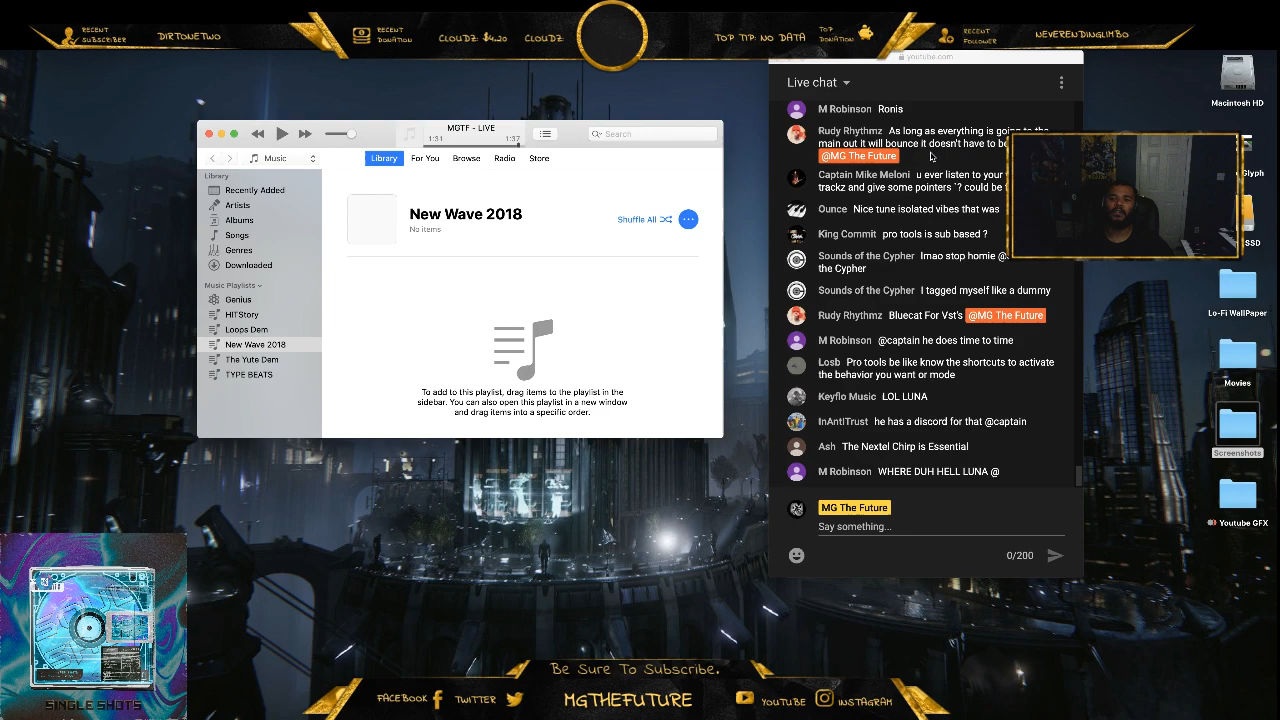 RECENT
SUBSCRIBER
DIRTONETWO
RECENT
DONATION
CLOUDZ: $4.20
CLOUDZ:
TOP TIP: NO DATA
TOP
DONATION
RECENT
FOLLOWER
NEVERENDINGLIMBO
youtube.com
MGTF - LIVE
1:31
1:37
Search
Music
Library
For You
Browse
Radio
Store
Library
Recently Added
Artists
Albums
Songs
Genres
Downloaded
Music Playlists
Genius
HITStory
Loops Dem
New Wave 2018
The Yute Dem
TYPE BEATS
New Wave 2018
No items
Shuffle All
To add to this playlist, drag items to the playlist in the
sidebar. You can also open this playlist in a new window
and drag items into a specific order.
Live chat
M Robinson Ronis
Rudy Rhythmz As long as everything is going to the
main out it will bounce it doesn't have to be
@MG The Future
Captain Mike Meloni u ever listen to your
trackz and give some pointers `? could be f
Ounce Nice tune isolated vibes that was
King Commit pro tools is sub based ?
Sounds of the Cypher lmao stop homie @
the Cypher
Sounds of the Cypher I tagged myself like a dummy
Rudy Rhythmz Bluecat For Vst's @MG The Future
M Robinson @captain he does time to time
Losb Pro tools be like know the shortcuts to activate
the behavior you want or mode
Keyflo Music LOL LUNA
InAntITrust he has a discord for that @captain
Ash The Nextel Chirp is Essential
M Robinson WHERE DUH HELL LUNA @
MG The Future
Say something...
0/200
Macintosh HD
Glyph
SSD
Lo-Fi WallPaper
Movies
Screenshots
Youtube GFX
SINGLE SHOTS
Be Sure To Subscribe.
FACEBOOK
TWITTER
MGTHEFUTURE
YOUTUBE
INSTAGRAM